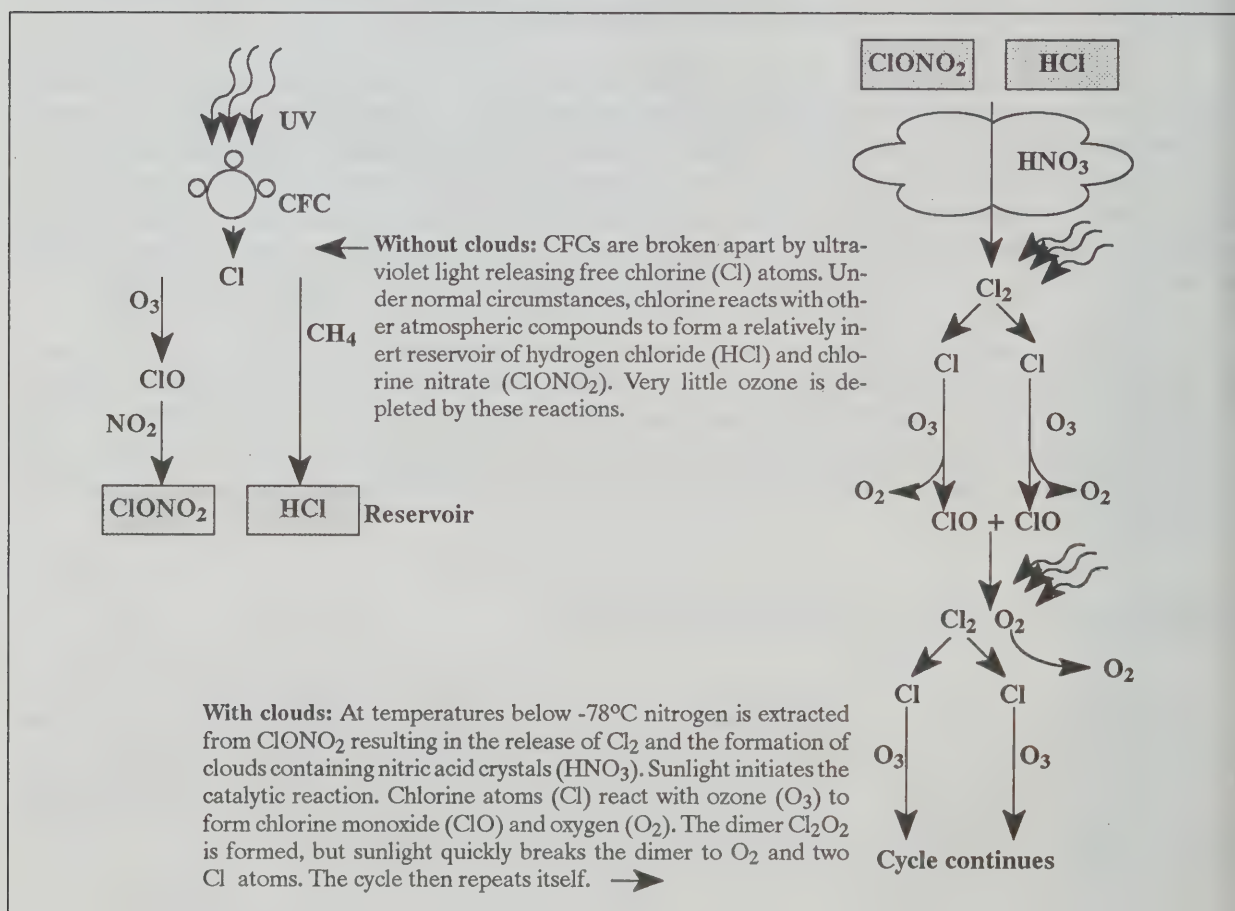 UV
CFC
Cl
O₃
CH₄
ClO
NO₂
ClONO₂
HCl
Reservoir
Without clouds: CFCs are broken apart by ultra-
violet light releasing free chlorine (Cl) atoms. Un-
der normal circumstances, chlorine reacts with oth-
er atmospheric compounds to form a relatively in-
ert reservoir of hydrogen chloride (HCl) and chlo-
rine nitrate (ClONO₂). Very little ozone is de-
pleted by these reactions.
ClONO₂ HCl
HNO₃
Cl₂
Cl Cl
O₃ O₃
O₂ O₂
ClO + ClO
Cl₂ O₂
O₂
Cl Cl
O₃ O₃
Cycle continues
With clouds: At temperatures below -78°C nitrogen is extracted
from ClONO₂ resulting in the release of Cl₂ and the formation of
clouds containing nitric acid crystals (HNO₃). Sunlight initiates the
catalytic reaction. Chlorine atoms (Cl) react with ozone (O₃) to
form chlorine monoxide (ClO) and oxygen (O₂). The dimer Cl₂O₂
is formed, but sunlight quickly breaks the dimer to O₂ and two
Cl atoms. The cycle then repeats itself.